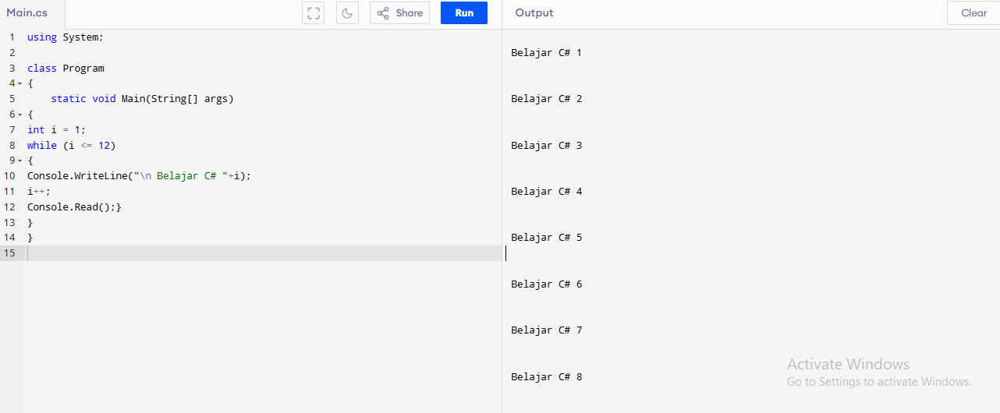 Main.cs
Share
Run
Output
Clear
1 using System;
2
3 class Program
4 {
5     static void Main(String[] args)
6 {
7 int i = 1;
8 while (i <= 12)
9 {
10 Console.WriteLine("\n Belajar C# "+i);
11 i++;
12 Console.Read();}
13 }
14 }
15
Belajar C# 1
Belajar C# 2
Belajar C# 3
Belajar C# 4
Belajar C# 5
Belajar C# 6
Belajar C# 7
Belajar C# 8
Activate Windows
Go to Settings to activate Windows.